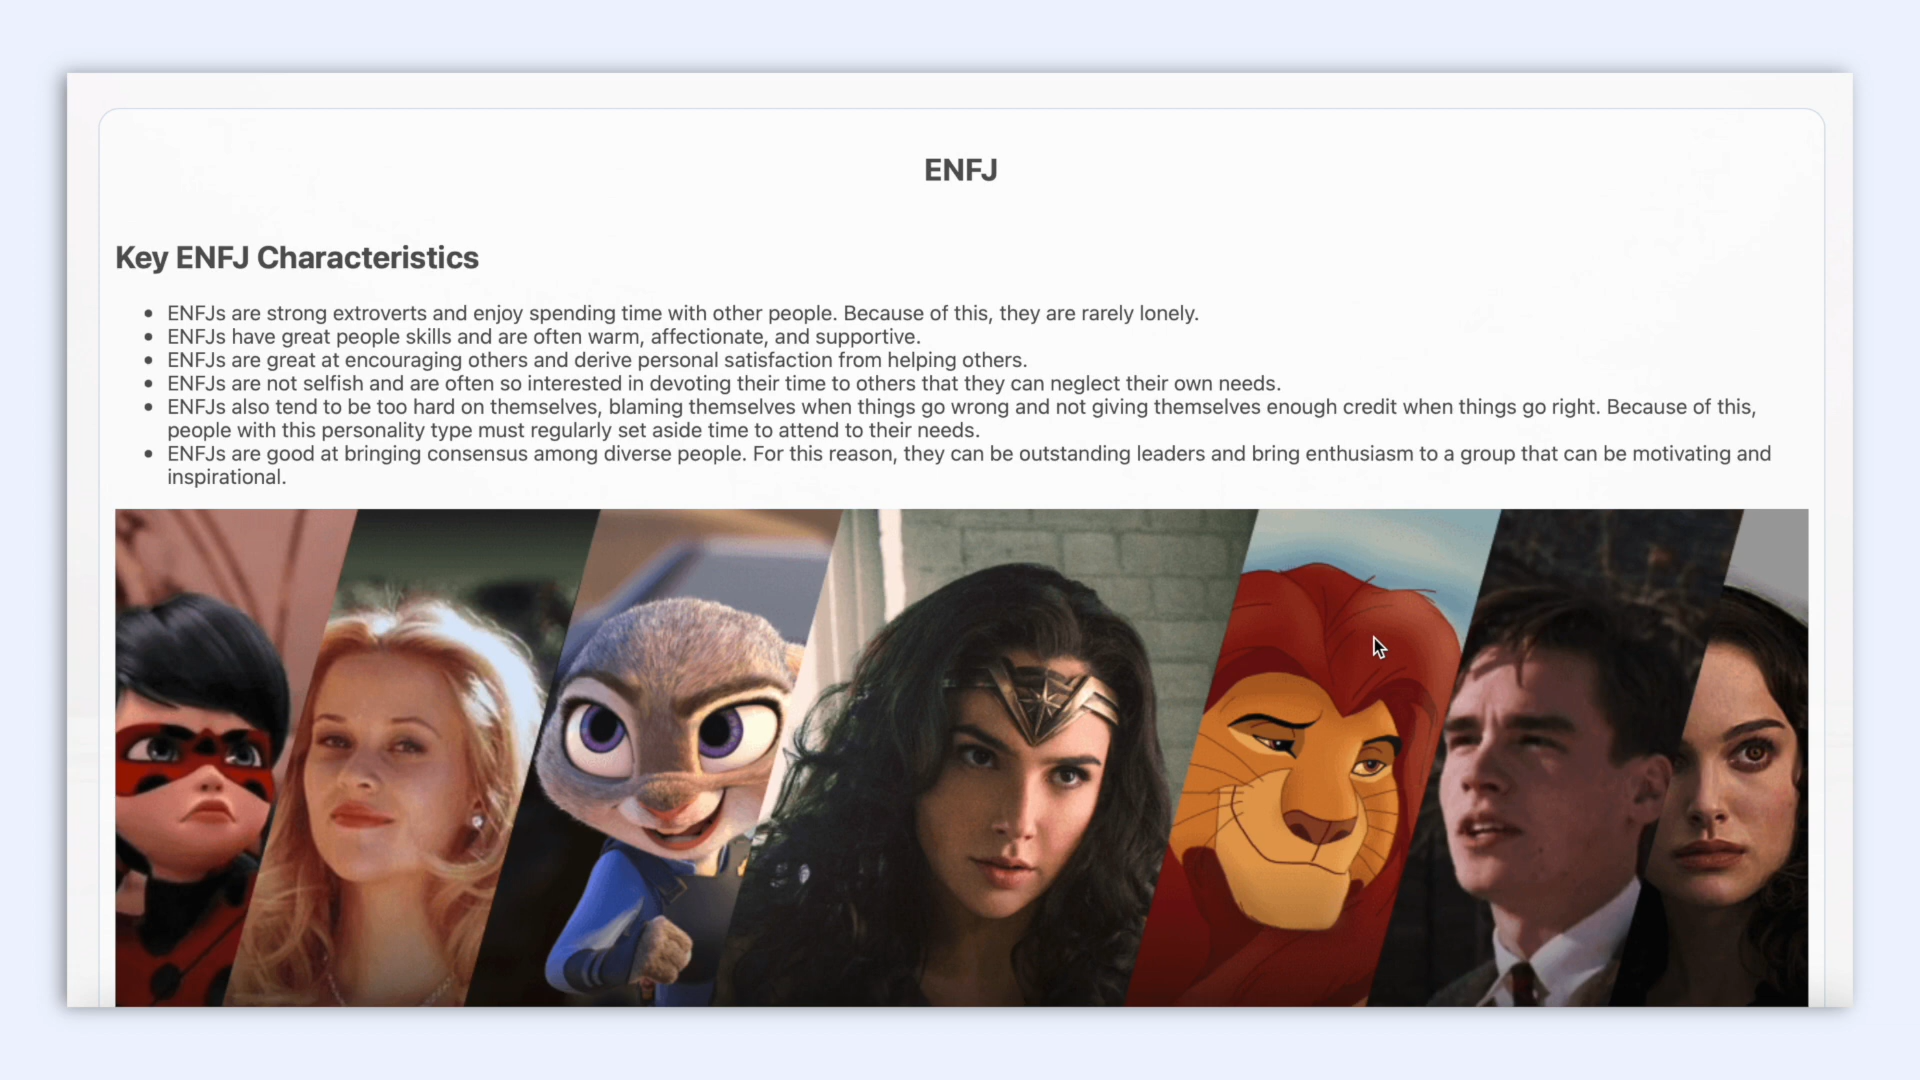 ENFJ
Key ENFJ Characteristics
ENFJs are strong extroverts and enjoy spending time with other people. Because of this, they are rarely lonely.
ENFJs have great people skills and are often warm, affectionate, and supportive.
ENFJs are great at encouraging others and derive personal satisfaction from helping others.
ENFJs are not selfish and are often so interested in devoting their time to others that they can neglect their own needs.
ENFJs also tend to be too hard on themselves, blaming themselves when things go wrong and not giving themselves enough credit when things go right. Because of this,
people with this personality type must regularly set aside time to attend to their needs.
ENFJs are good at bringing consensus among diverse people. For this reason, they can be outstanding leaders and bring enthusiasm to a group that can be motivating and
inspirational.